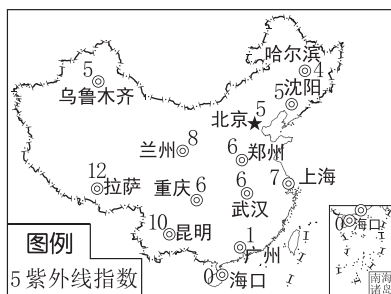 哈尔滨
4
5
乌鲁木齐
5
沈阳
北京
5
兰州
8
6
郑州
12
拉萨
重庆
6
6
武汉
7
上海
10
昆明
1
广州
0
海口
图例
5 紫外线指数
0
海口
南海
诸岛